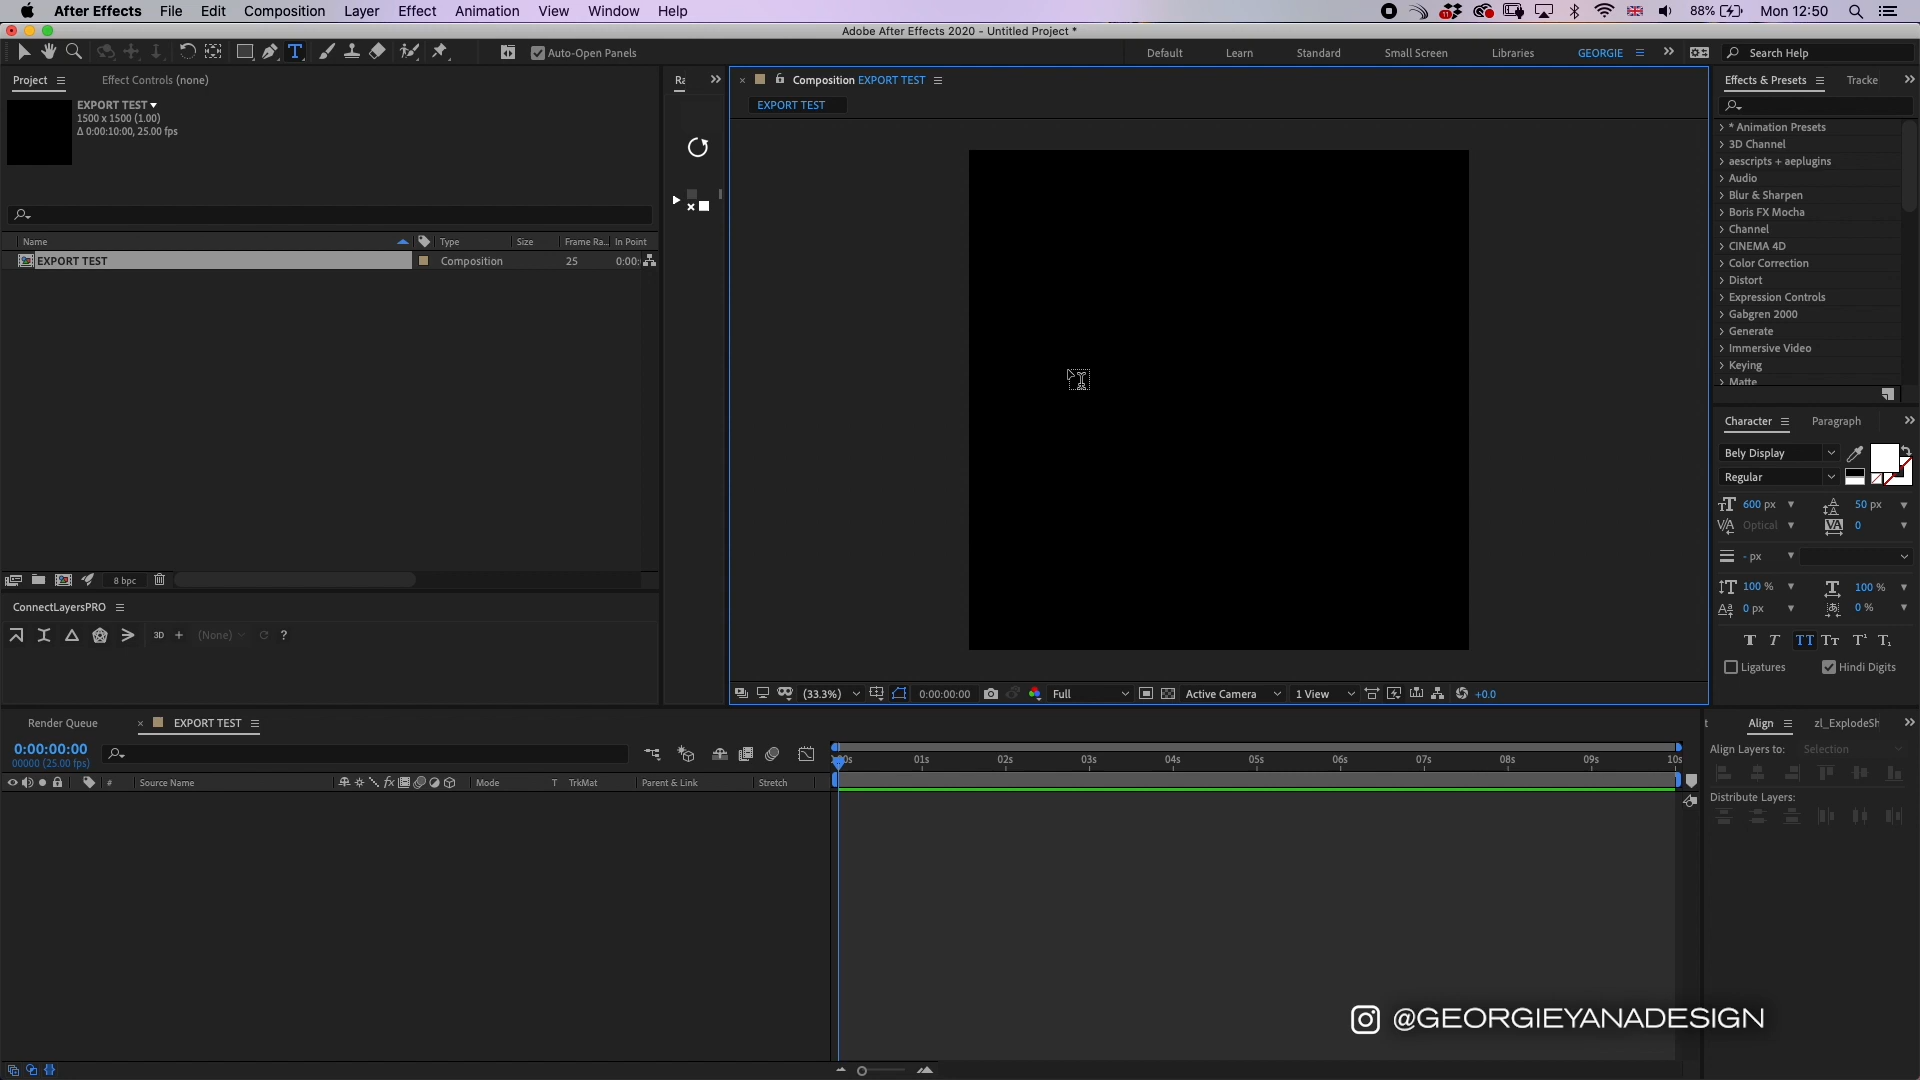 After Effects File Edit Composition Layer Effect Animation View Window Help
11 88% Mon 12:50
Adobe After Effects 2020 - Untitled Project *
Auto-Open Panels
Default Learn Standard Small Screen Libraries GEORGIE Search Help
Project Effect Controls (none)
EXPORT TEST
1500 x 1500 (1.00)
Δ 0:00:10:00, 25.00 fps
Name Type Size Frame Ra... In Point
EXPORT TEST Composition 25 0:00:
8 bpc
ConnectLayersPRO
3D + (None) ?
Composition EXPORT TEST
EXPORT TEST
(33.3%) 0:00:00:00 Full Active Camera 1 View +0.0
Effects & Presets Tracke
* Animation Presets
3D Channel
aescripts + aeplugins
Audio
Blur & Sharpen
Boris FX Mocha
Channel
CINEMA 4D
Color Correction
Distort
Expression Controls
Gabgren 2000
Generate
Immersive Video
Keying
Matte
Character Paragraph
Bely Display
Regular
600 px 50 px
Optical 0
- px
100 % 100 %
0 px 0 %
Ligatures Hindi Digits
Render Queue EXPORT TEST
0:00:00:00
00000 (25.00 fps)
# Source Name Mode T TrkMat Parent & Link Stretch
00s 01s 02s 03s 04s 05s 06s 07s 08s 09s 10s
Align zl_ExplodeSh
Align Layers to: Selection
Distribute Layers:
@GEORGIEYANADESIGN